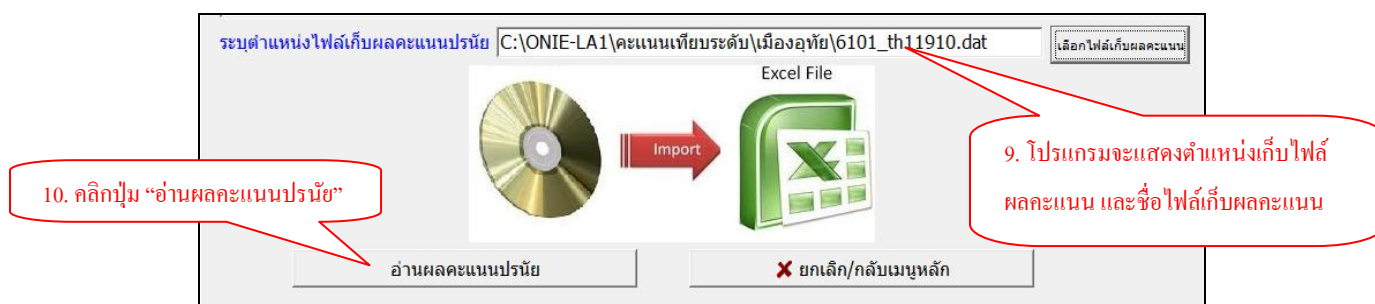 ระบุตำแหน่งไฟล์เก็บผลคะแนนปรนัย C:\ONIE-LA1\คะแนนเทียบระดับ\เมืองอุทัย\6101_th11910.dat เลือกไฟล์เก็บผลคะแนน
Excel File
Import
9. โปรแกรมจะแสดงตำแหน่งเก็บไฟล์
ผลคะแนน และชื่อไฟล์เก็บผลคะแนน
10. คลิกปุ่ม “อ่านผลคะแนนปรนัย”
อ่านผลคะแนนปรนัย ยกเลิก/กลับเมนูหลัก